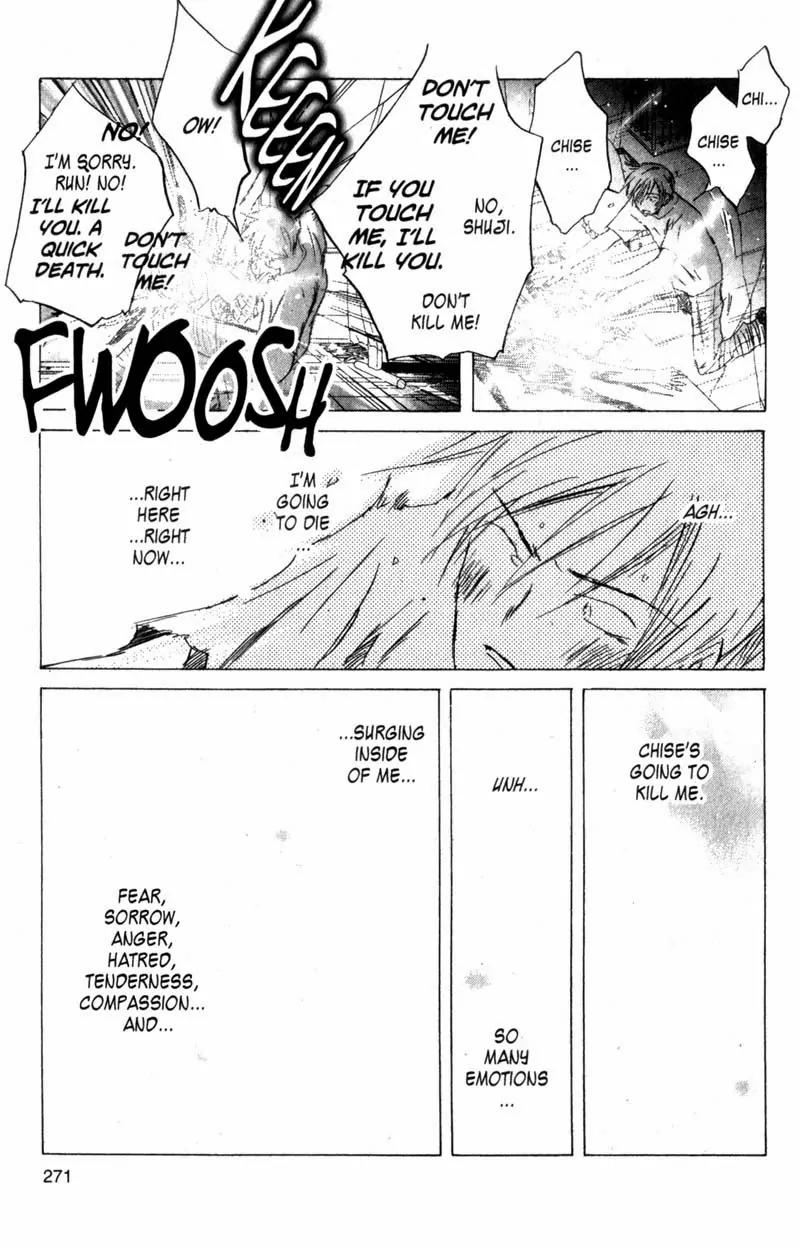 CHI...
CHISE
...
CHISE
...
DON'T
TOUCH
ME!
NO,
SHUJI.
IF YOU
TOUCH
ME, I'LL
KILL YOU.
DON'T
KILL ME!
KEEEEN
OW!
NO!
I'M SORRY.
RUN! NO!
I'LL KILL
YOU. A
QUICK
DEATH.
DON'T
TOUCH
ME!
FWOOSH
AGH...
I'M
GOING
TO DIE
...
...RIGHT
HERE
...RIGHT
NOW...
CHISE'S
GOING TO
KILL ME.
UNH...
SO
MANY
EMOTIONS
...
...SURGING
INSIDE
OF ME...
FEAR,
SORROW,
ANGER,
HATRED,
TENDERNESS,
COMPASSION...
AND...
271